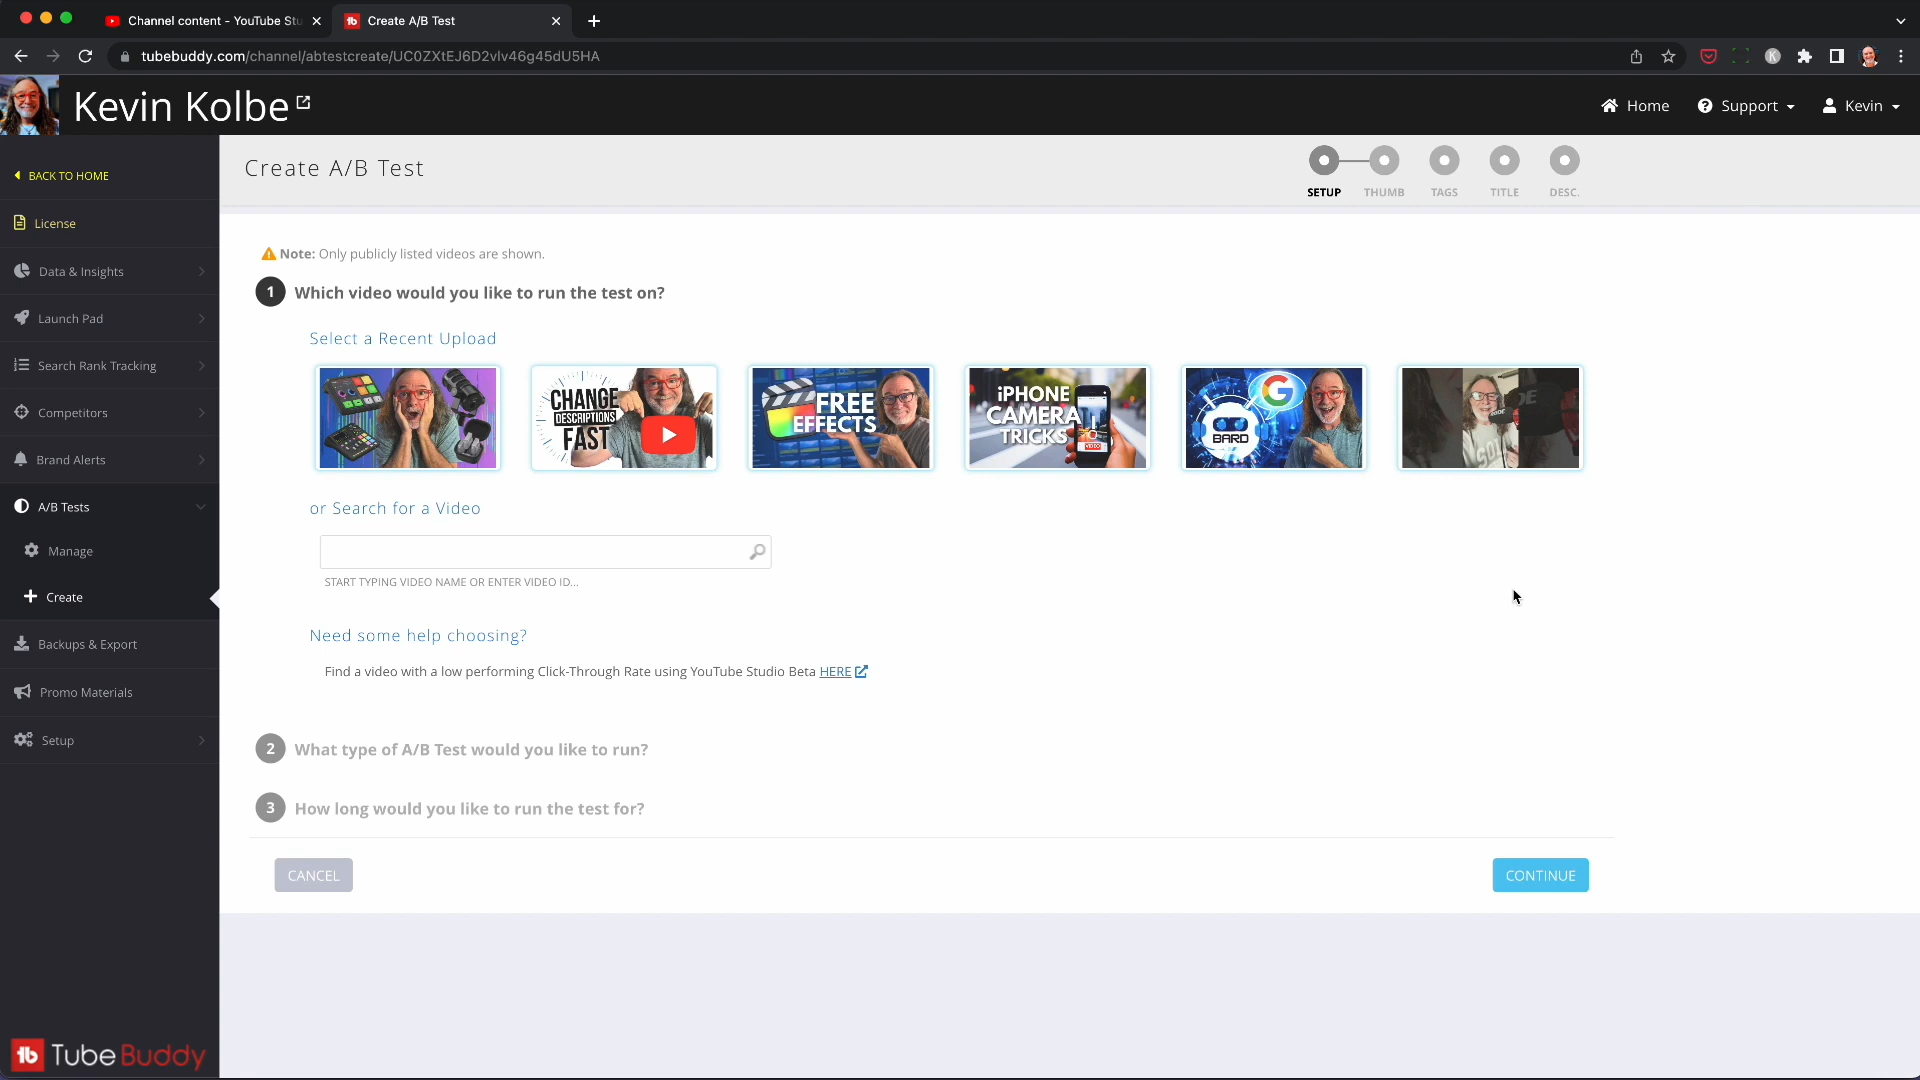 Channel content - YouTube Stu
Create A/B Test
tubebuddy.com/channel/abtestcreate/UC0ZXtEJ6D2vlv46g45dU5HA
K
Kevin Kolbe
Home
Support
Kevin
BACK TO HOME
License
Data & Insights
Launch Pad
Search Rank Tracking
Competitors
Brand Alerts
A/B Tests
Manage
Create
Backups & Export
Promo Materials
Setup
TubeBuddy
Create A/B Test
SETUP
THUMB
TAGS
TITLE
DESC.
Note: Only publicly listed videos are shown.
1 Which video would you like to run the test on?
Select a Recent Upload
CHANGE
DESCRIPTIONS
FAST
FREE
EFFECTS
iPHONE
CAMERA
TRICKS
G
BARD
or Search for a Video
START TYPING VIDEO NAME OR ENTER VIDEO ID...
Need some help choosing?
Find a video with a low performing Click-Through Rate using YouTube Studio Beta HERE
2 What type of A/B Test would you like to run?
3 How long would you like to run the test for?
CANCEL
CONTINUE